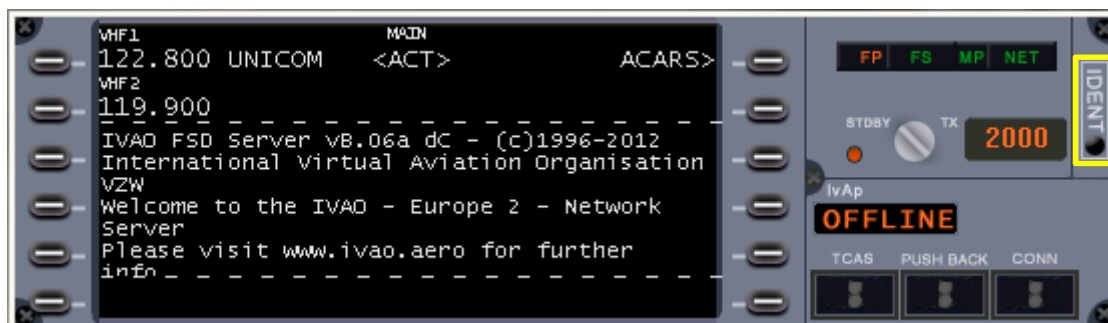 VHF1 MAIN
122.800 UNICOM <ACT> ACARS>
VHF2
119.900
IVAO FSD Server vB.06a dC - (c)1996-2012
International Virtual Aviation Organisation
VZW
Welcome to the IVAO - Europe 2 - Network
Server
Please visit www.ivao.aero for further
info
FP FS MP NET
STDBY TX 2000
IDENT
IvAp
OFFLINE
TCAS PUSH BACK CONN